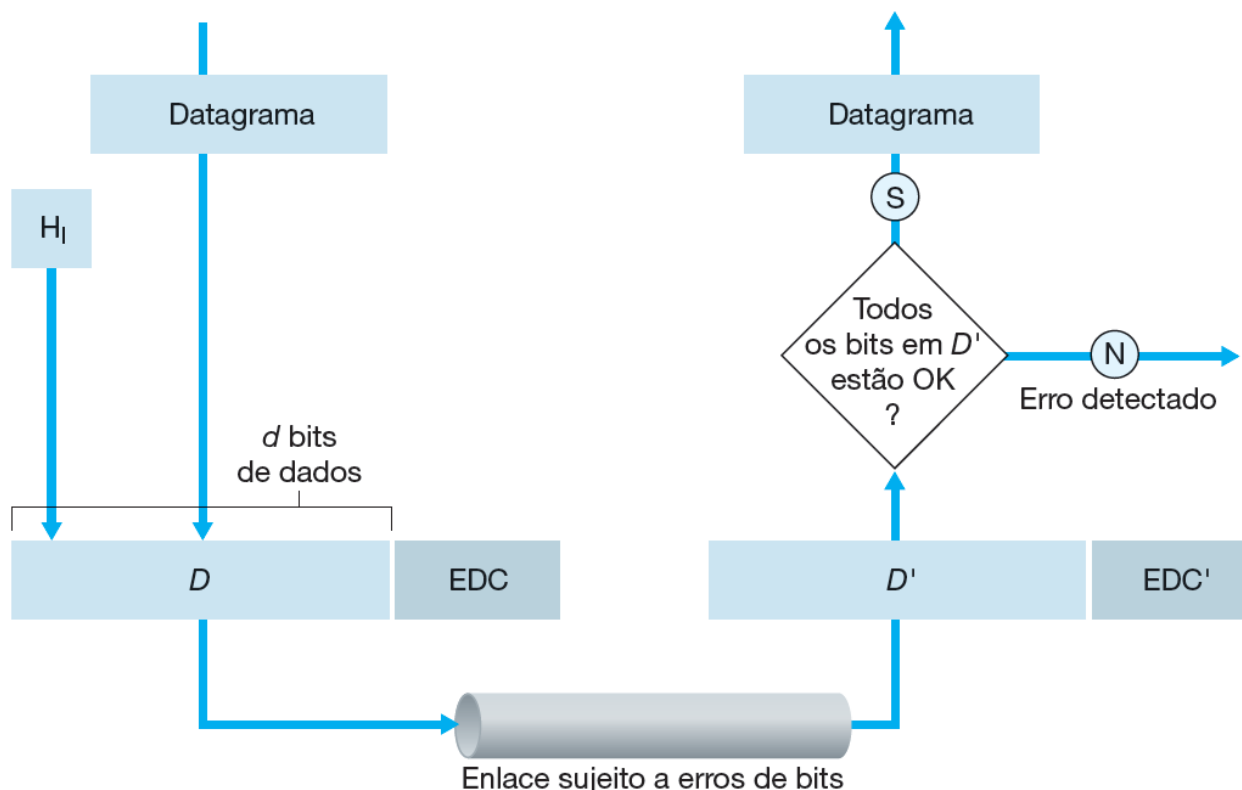 Datagrama
H_I
d bits
de dados
D
EDC
Enlace sujeito a erros de bits
Datagrama
S
Todos
os bits em D'
estão OK
?
N
Erro detectado
D'
EDC'